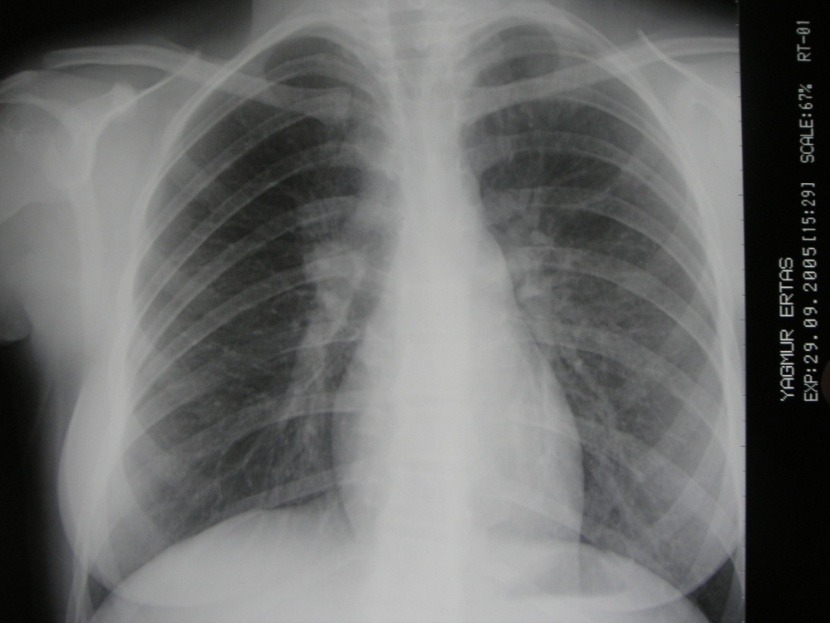 YAGMUR ERTAS
EXP:29.09.2005[15:29] SCALE:67% RT-01